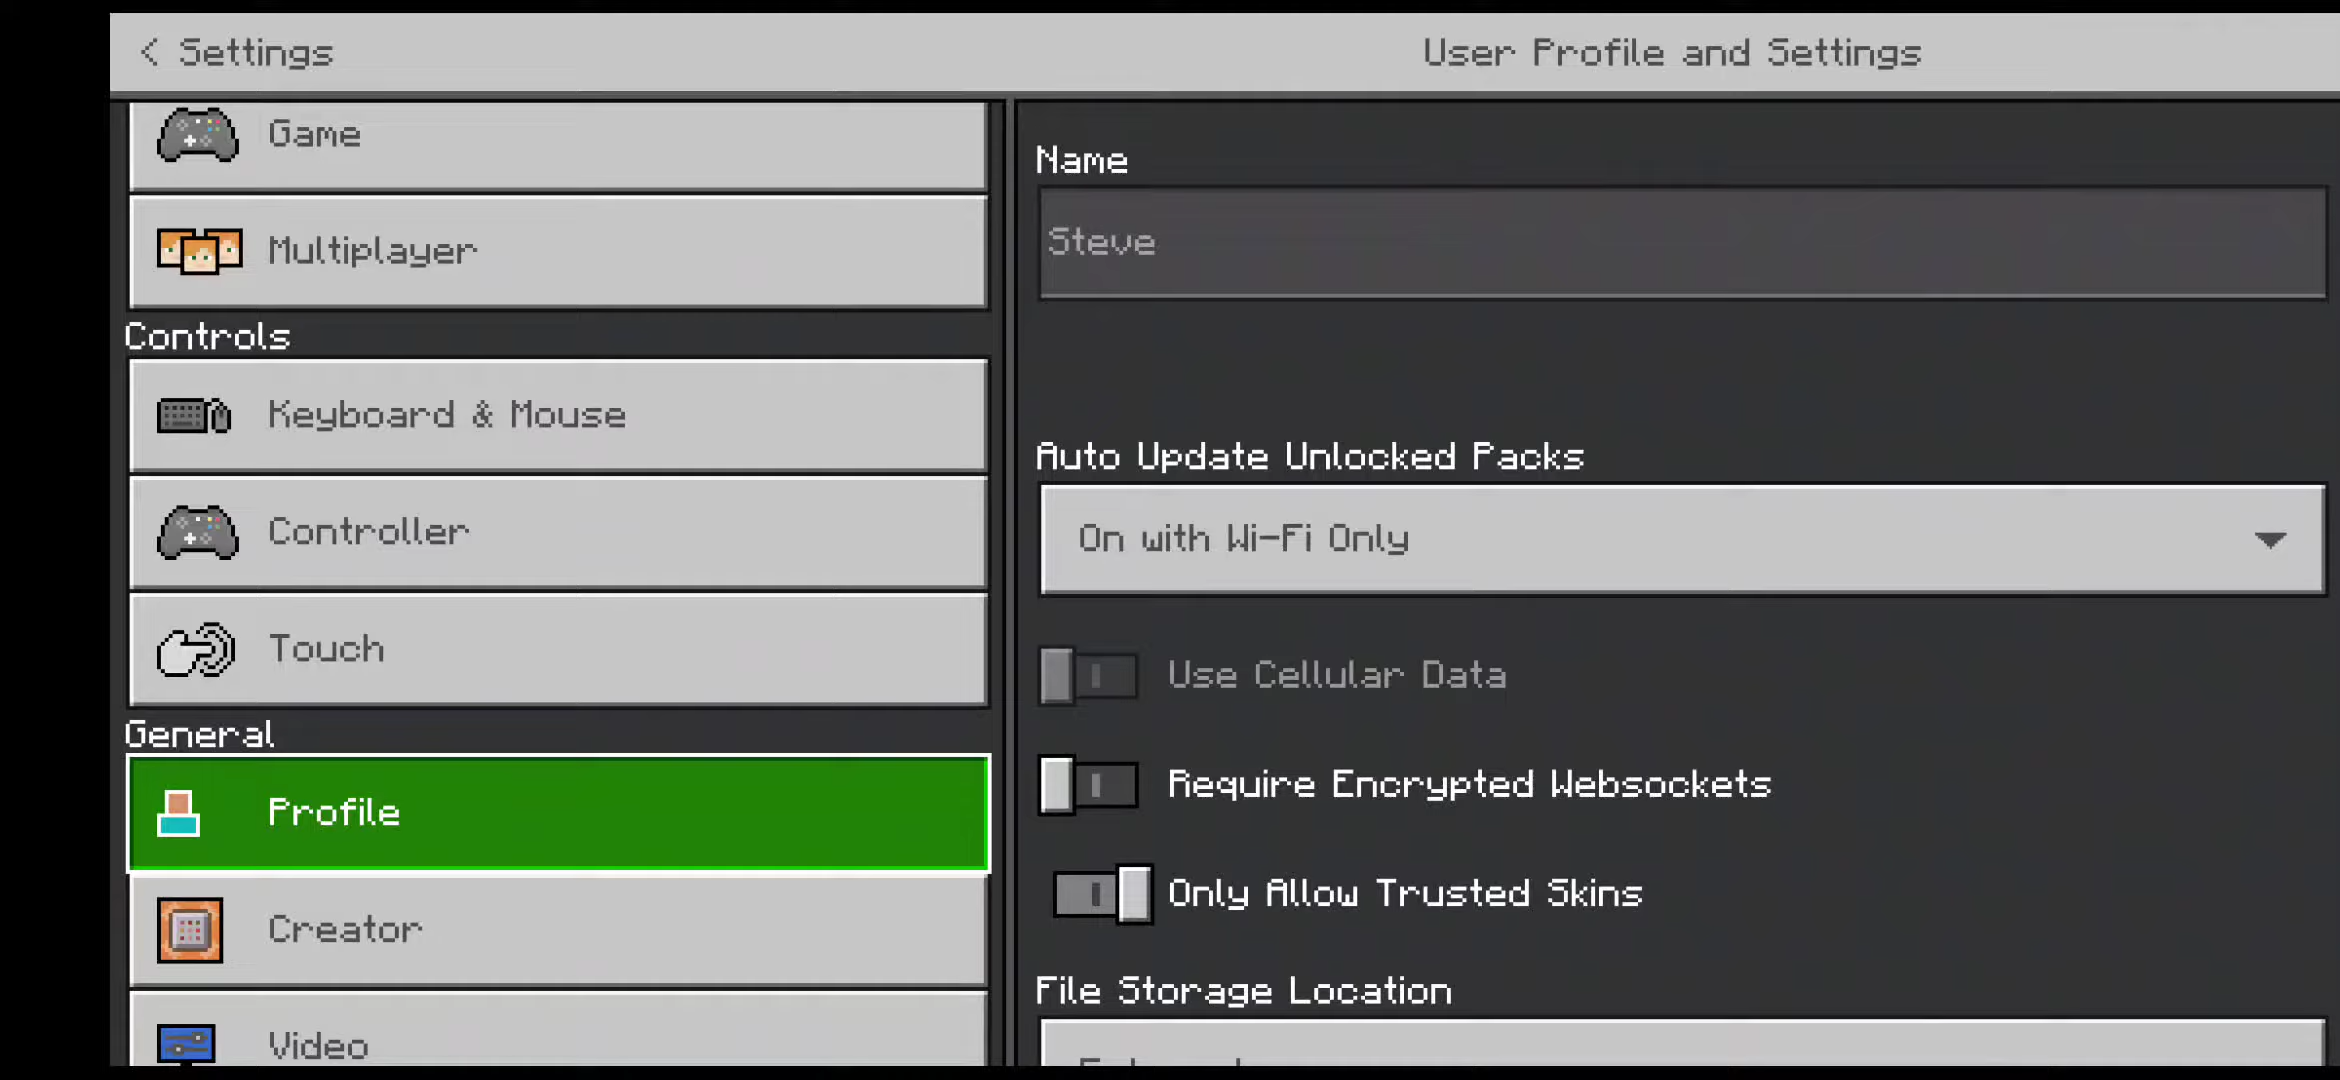 < Settings
User Profile and Settings
Game
Multiplayer
Controls
Keyboard & Mouse
Controller
Touch
General
Profile
Creator
Video
Name
Steve
Auto Update Unlocked Packs
On with Wi-Fi Only
Use Cellular Data
Require Encrypted Websockets
Only Allow Trusted Skins
File Storage Location